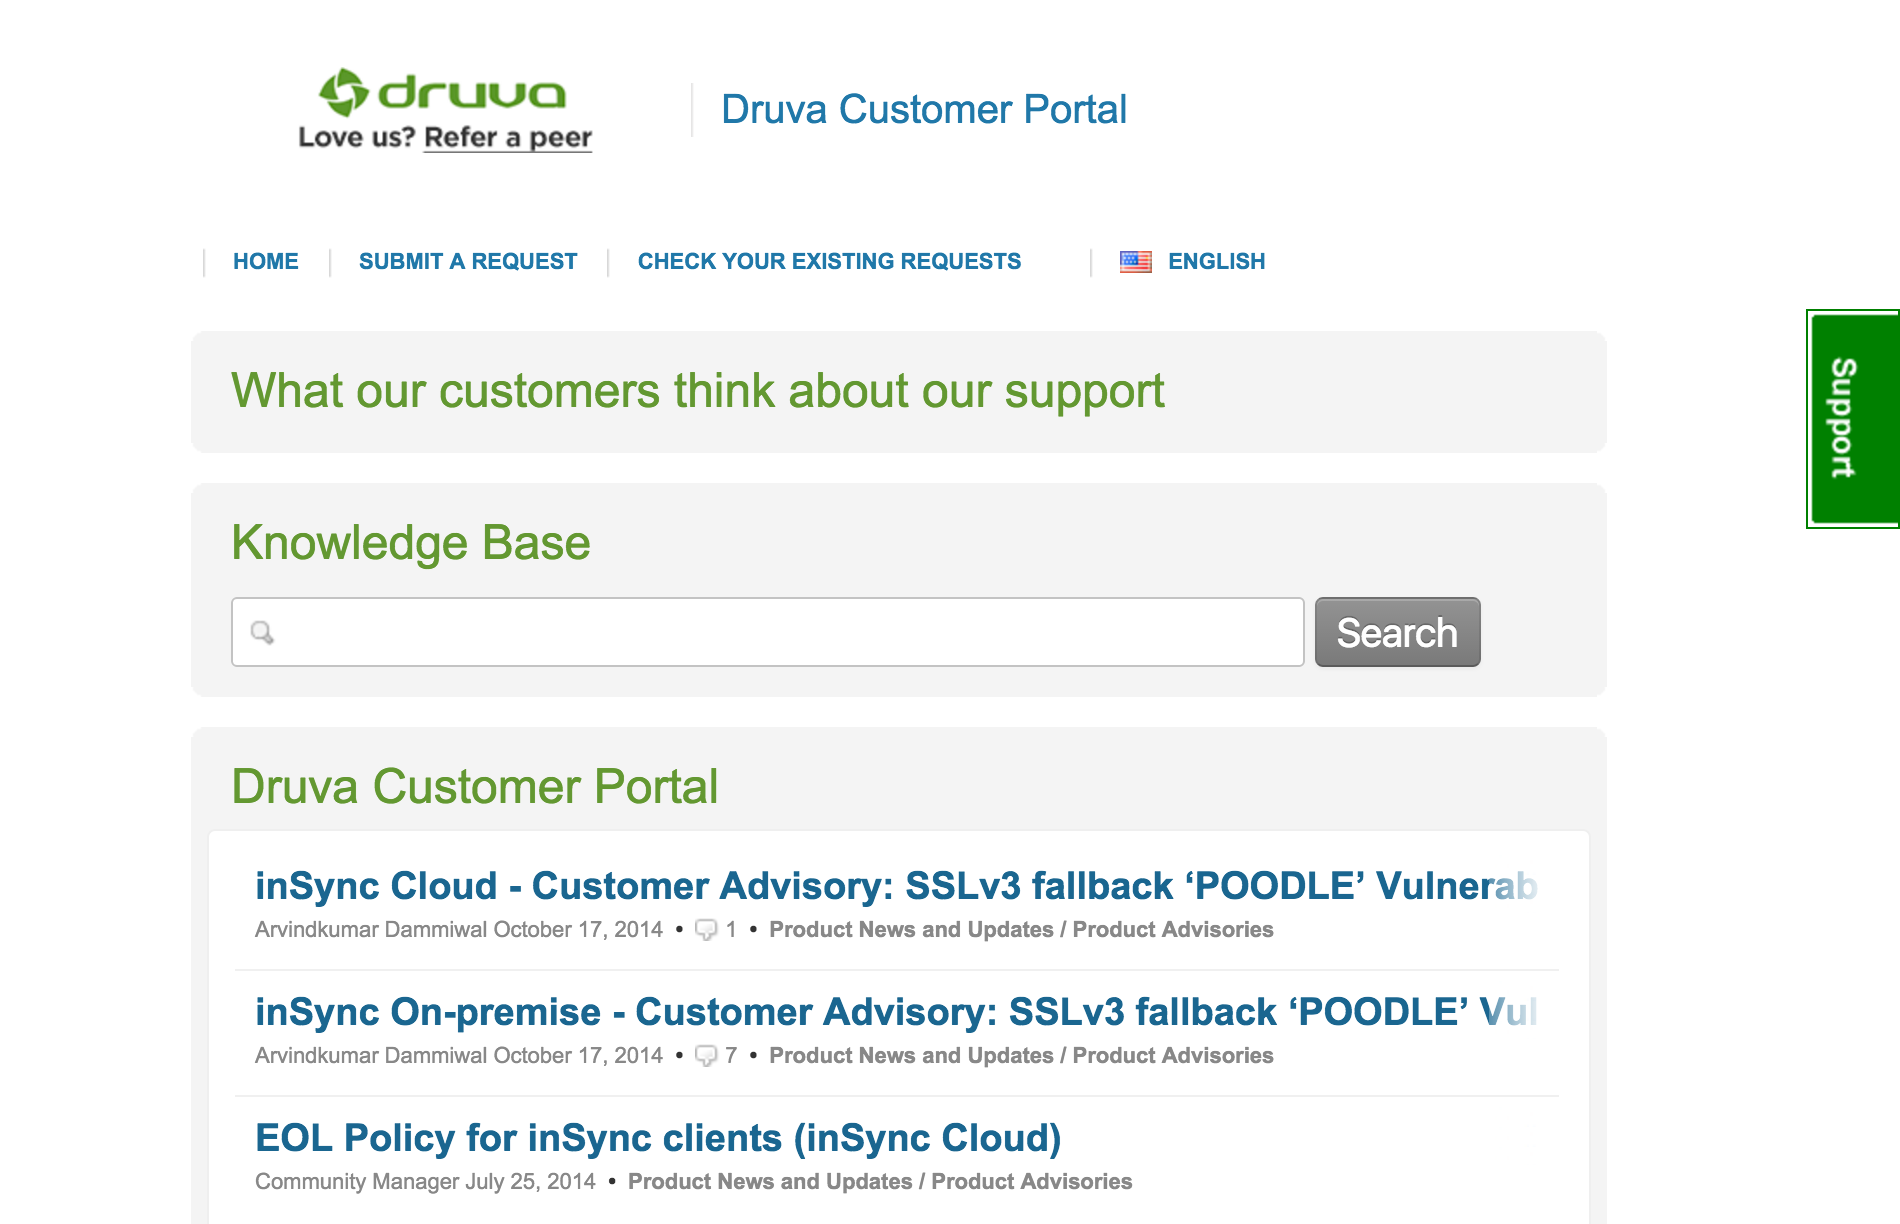 druva
Love us? Refer a peer
Druva Customer Portal
HOME
SUBMIT A REQUEST
CHECK YOUR EXISTING REQUESTS
ENGLISH
Support
What our customers think about our support
Knowledge Base
Search
Druva Customer Portal
inSync Cloud - Customer Advisory: SSLv3 fallback ‘POODLE’ Vulnerab
Arvindkumar Dammiwal October 17, 2014 • 1 • Product News and Updates / Product Advisories
inSync On-premise - Customer Advisory: SSLv3 fallback ‘POODLE’ Vul
Arvindkumar Dammiwal October 17, 2014 • 7 • Product News and Updates / Product Advisories
EOL Policy for inSync clients (inSync Cloud)
Community Manager July 25, 2014 • Product News and Updates / Product Advisories